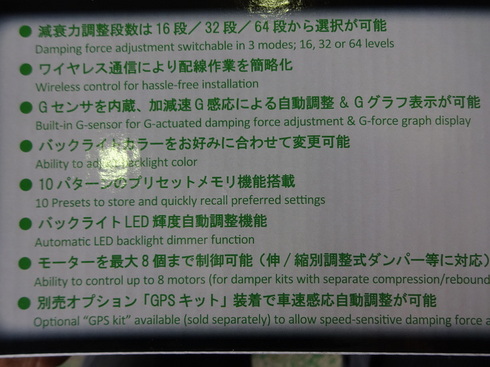 ● 減衰力調整段数は16段／32段／64段から選択が可能
Damping force adjustment switchable in 3 modes; 16, 32 or 64 levels
● ワイヤレス通信により配線作業を簡略化
Wireless control for hassle-free installation
● Gセンサを内蔵、加減速G感応による自動調整 & Gグラフ表示が可能
Built-in G-sensor for G-actuated damping force adjustment & G-force graph display
● バックライトカラーをお好みに合わせて変更可能
Ability to backlight color
● 10パターンのプリセットメモリ機能搭載
10 Presets to store and quickly recall preferred settings
● バックライトLED輝度自動調整機能
Automatic LED backlight dimmer function
● モーターを最大8個まで制御可能（伸/縮別調整式ダンパー等に対応）
Ability to control up to 8 motors (for damper kits with separate compression/rebound
● 別売オプション「GPSキット」装着で車速感応自動調整が可能
Optional “GPS kit” available (sold separately) to allow speed-sensitive damping force